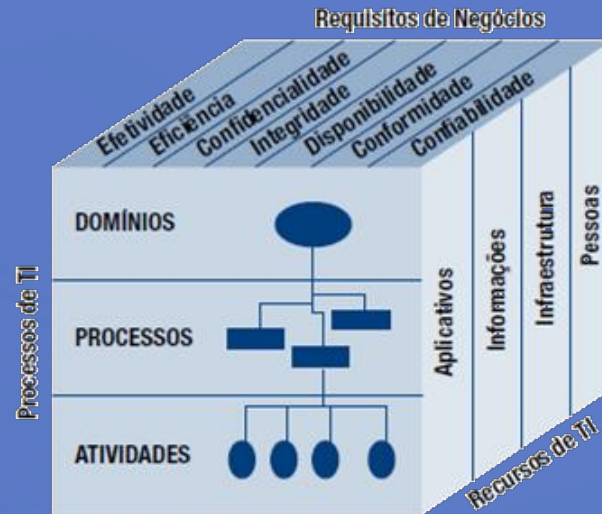 Requisitos de Negócios
Efetividade
Eficiência
Confidencialidade
Integridade
Disponibilidade
Conformidade
Confiabilidade
Processos de TI
DOMÍNIOS
PROCESSOS
ATIVIDADES
Aplicativos
Informações
Infraestrutura
Pessoas
Recursos de TI